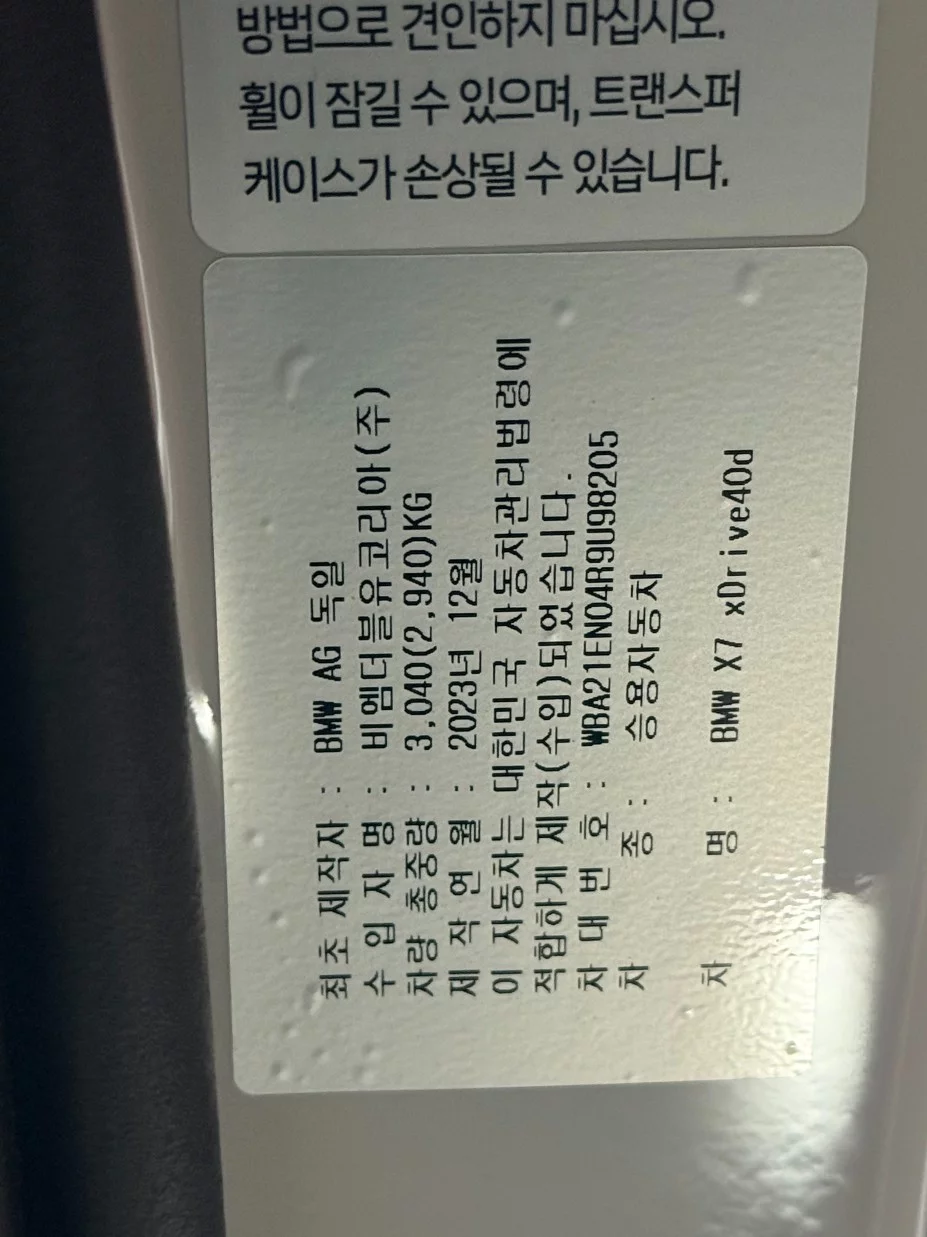 방법으로 견인하지 마십시오.
휠이 잠길 수 있으며, 트랜스퍼
케이스가 손상될 수 있습니다.
최초 제작자 : BMW AG 독일
수 입 자 명 : 비엠더블유코리아(주)
차량 총중량 : 3,040(2,940)KG
제 작 연 월 : 2023년 12월
이 자동차는 대한민국 자동차관리법령에
적합하게 제작(수입)되었습니다.
차 대 번 호 : WBA21EN04R9U98205
차 종 : 승용자동차
차 명 : BMW X7 xDrive40d